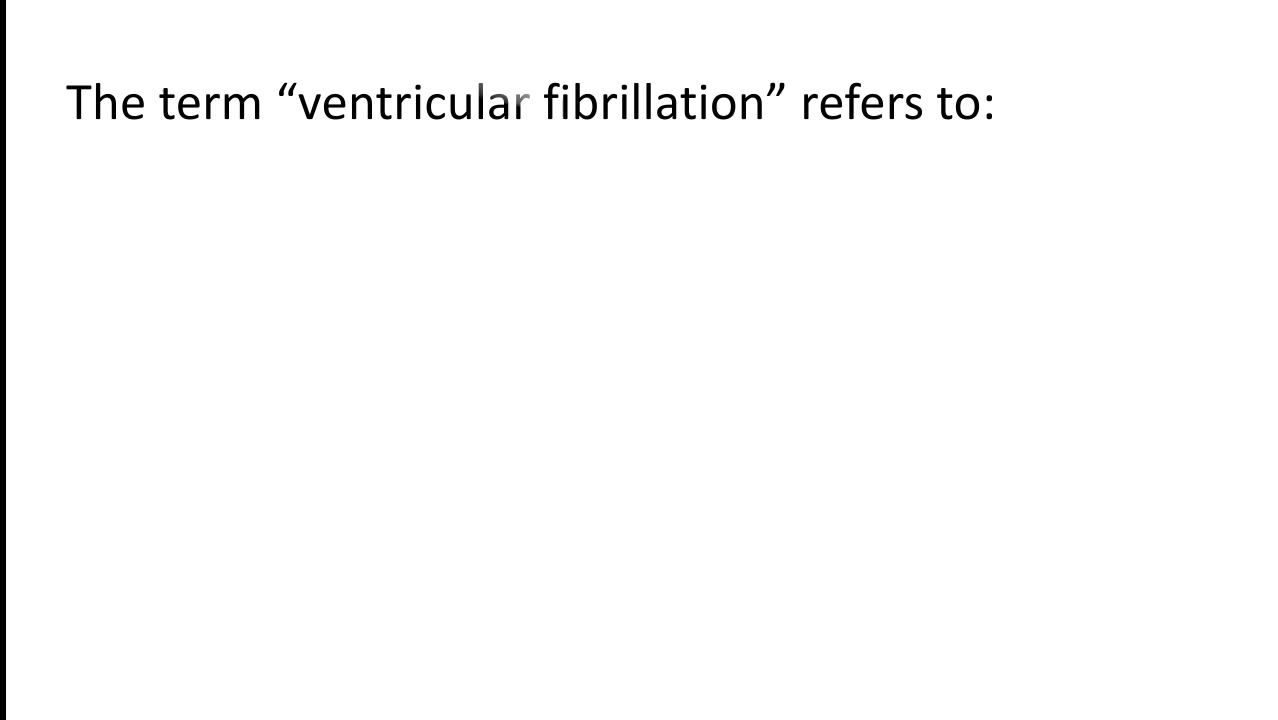 The term “ventricular fibrillation” refers to: